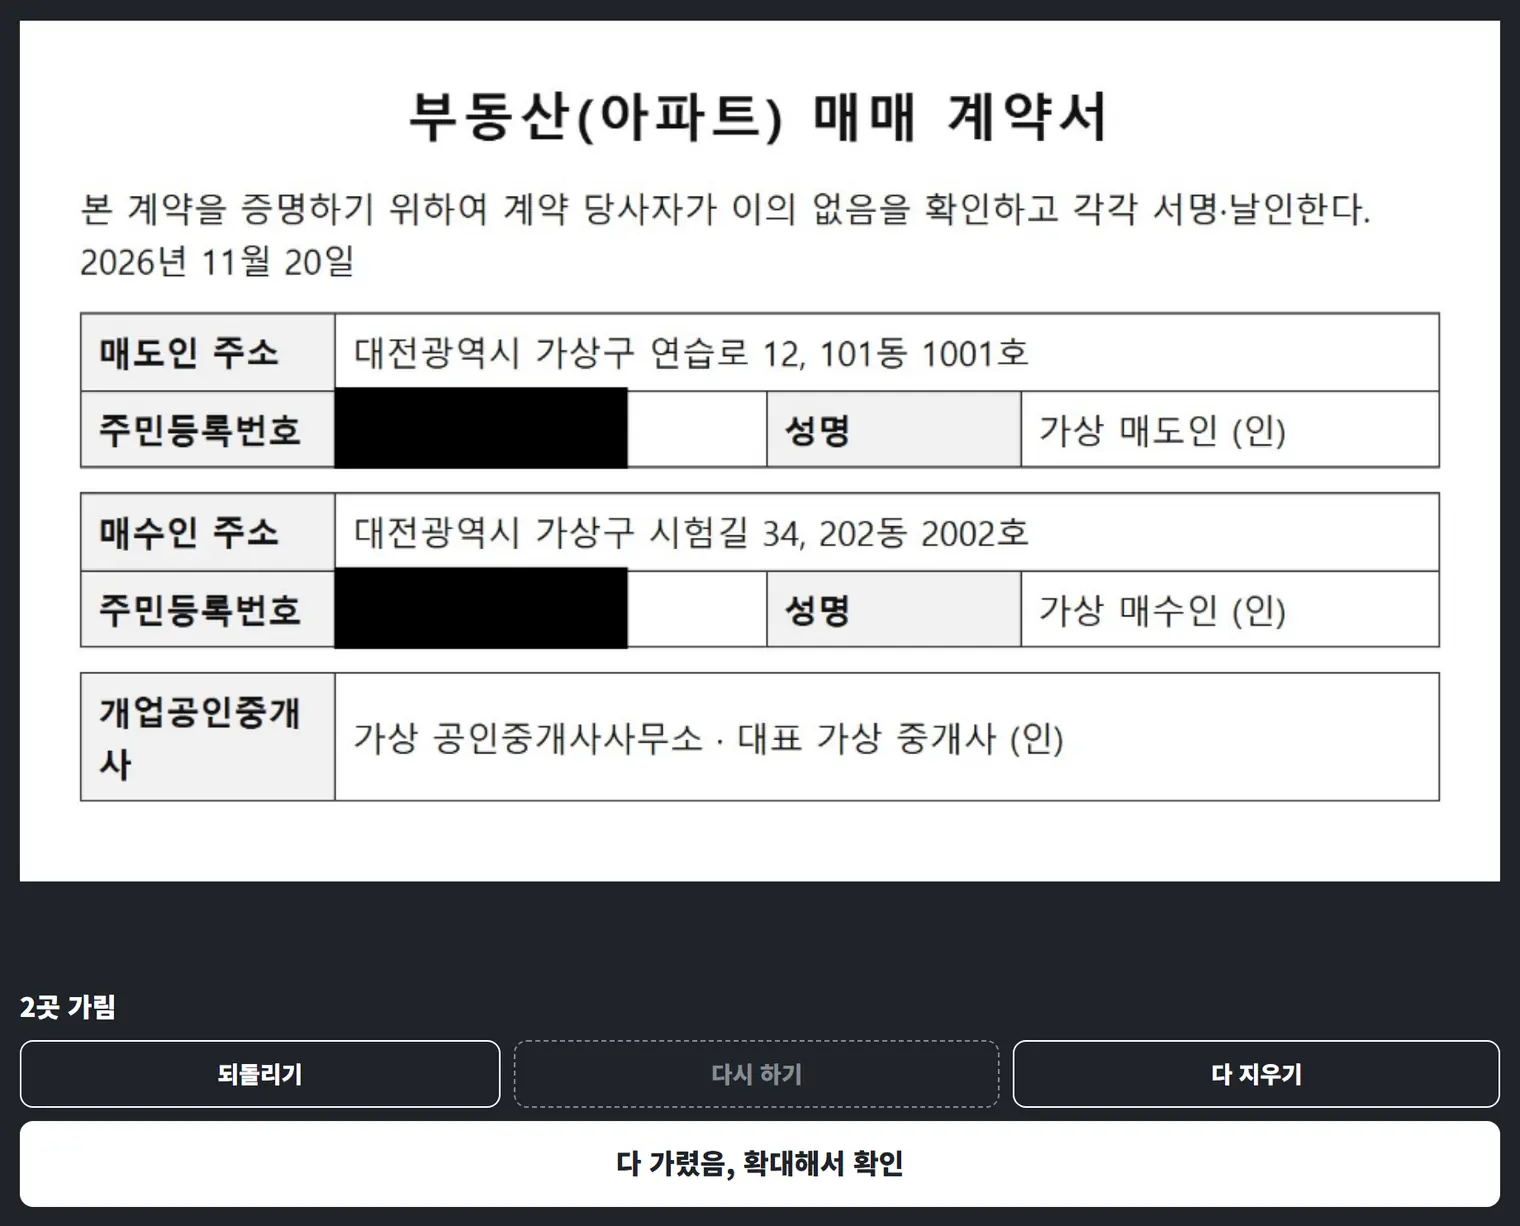 부동산(아파트) 매매 계약서
본 계약을 증명하기 위하여 계약 당사자가 이의 없음을 확인하고 각각 서명·날인한다.
2026년 11월 20일
매도인 주소 대전광역시 가상구 연습로 12, 101동 1001호
주민등록번호 성명 가상 매도인 (인)
매수인 주소 대전광역시 가상구 시험길 34, 202동 2002호
주민등록번호 성명 가상 매수인 (인)
개업공인중개
사
가상 공인중개사사무소 · 대표 가상 중개사 (인)
2곳 가림
되돌리기 다시 하기 다 지우기
다 가렸음, 확대해서 확인